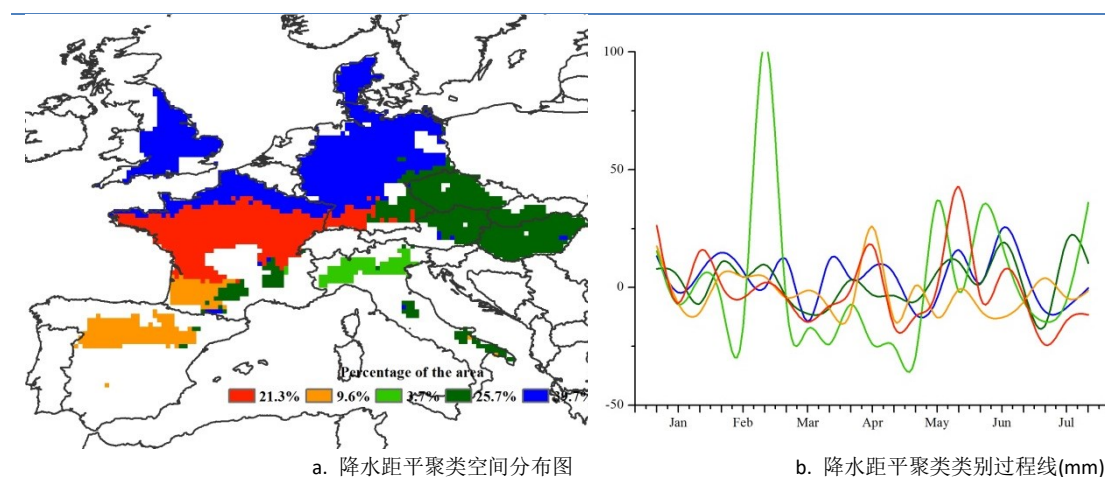 Percentage of the area
21.3% 9.6% 3.7% 25.7% 39.7%
a. 降水距平聚类空间分布图
100
50
0
-50
Jan Feb Mar Apr May Jun Jul
b. 降水距平聚类类别过程线(mm)